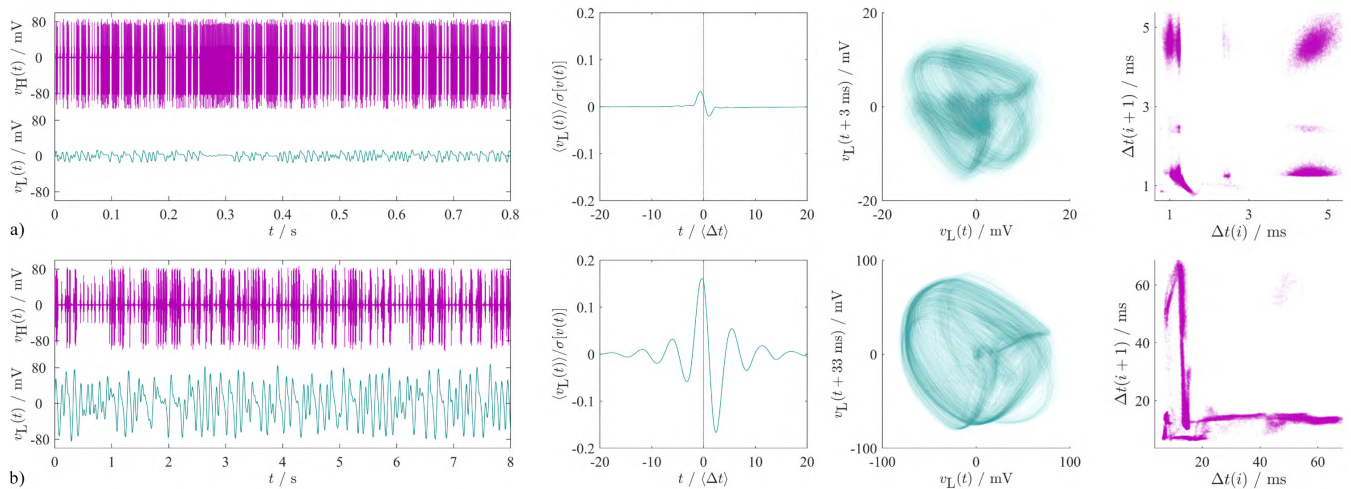 v_H(t) / mV
80
0
-80
v_L(t) / mV
80
0
-80
0 0.1 0.2 0.3 0.4 0.5 0.6 0.7 0.8
t / s
a)
⟨v_L(t)⟩/σ[v(t)]
0.2
0.1
0
-0.1
-0.2
-20 -10 0 10 20
t / ⟨Δt⟩
v_L(t + 3 ms) / mV
20
0
-20
-20 0 20
v_L(t) / mV
Δt(i + 1) / ms
5
3
1
1 3 5
Δt(i) / ms
v_H(t) / mV
80
0
-80
v_L(t) / mV
80
0
-80
0 1 2 3 4 5 6 7 8
t / s
b)
⟨v_L(t)⟩/σ[v(t)]
0.2
0.1
0
-0.1
-0.2
-20 -10 0 10 20
t / ⟨Δt⟩
v_L(t + 33 ms) / mV
100
0
-100
-100 0 100
v_L(t) / mV
Δt(i + 1) / ms
60
40
20
20 40 60
Δt(i) / ms